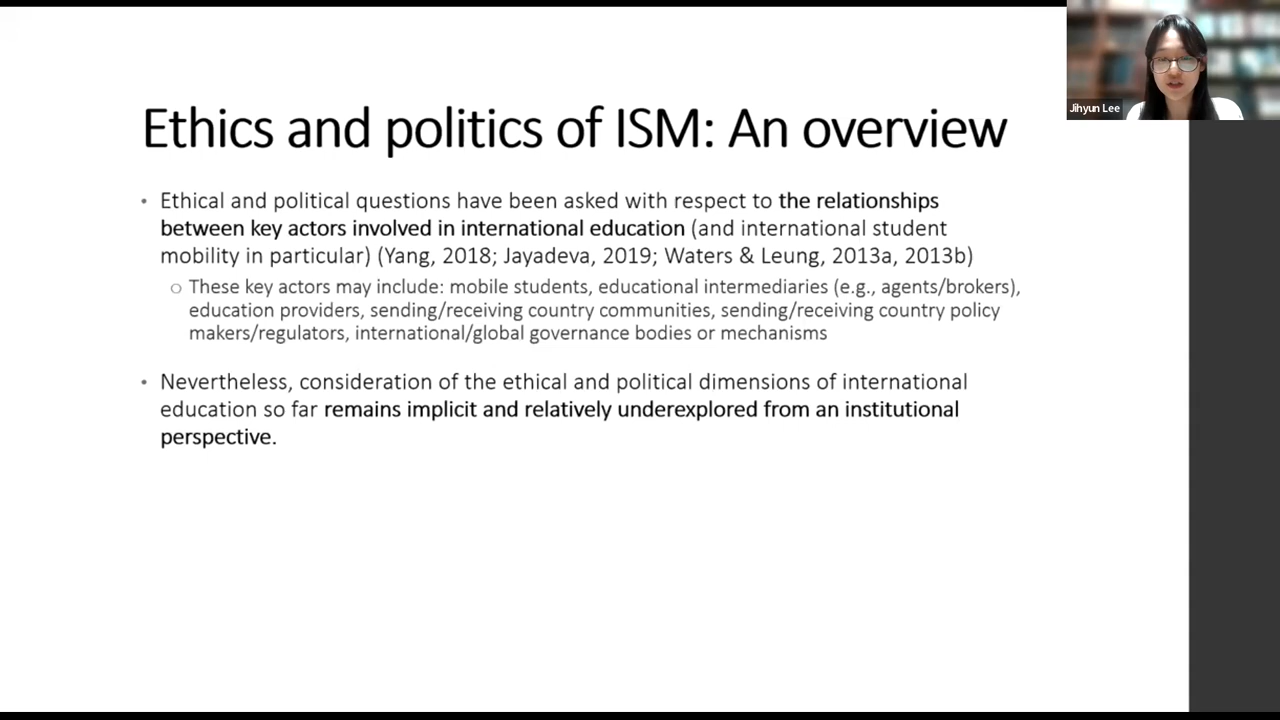 Ethics and politics of ISM: An overview
• Ethical and political questions have been asked with respect to the relationships
between key actors involved in international education (and international student
mobility in particular) (Yang, 2018; Jayadeva, 2019; Waters & Leung, 2013a, 2013b)
○ These key actors may include: mobile students, educational intermediaries (e.g., agents/brokers),
education providers, sending/receiving country communities, sending/receiving country policy
makers/regulators, international/global governance bodies or mechanisms
• Nevertheless, consideration of the ethical and political dimensions of international
education so far remains implicit and relatively underexplored from an institutional
perspective.
Jihyun Lee